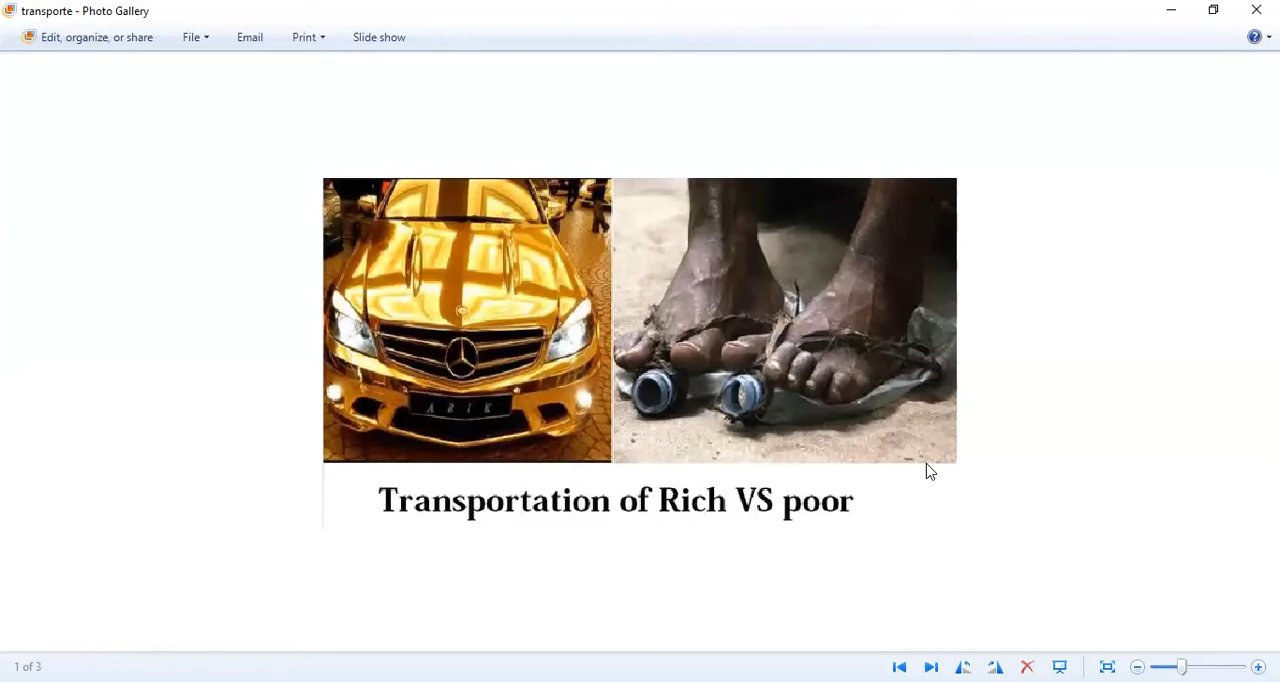 transporte - Photo Gallery
Edit, organize, or share File Email Print Slide show
A S I K
Transportation of Rich VS poor
1 of 3